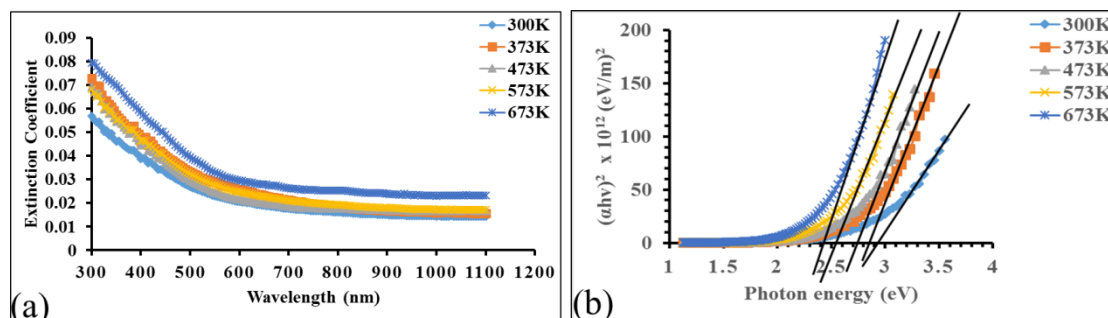 0.09
0.08
0.07
0.06
0.05
0.04
0.03
0.02
0.01
0
Extinction Coefficient
300 400 500 600 700 800 900 1000 1100 1200
Wavelength (nm)
300K
373K
473K
573K
673K
(a)
200
150
100
50
0
(αhν)² x 10¹² (eV/m)²
1 1.5 2 2.5 3 3.5 4
Photon energy (eV)
300K
373K
473K
573K
673K
(b)